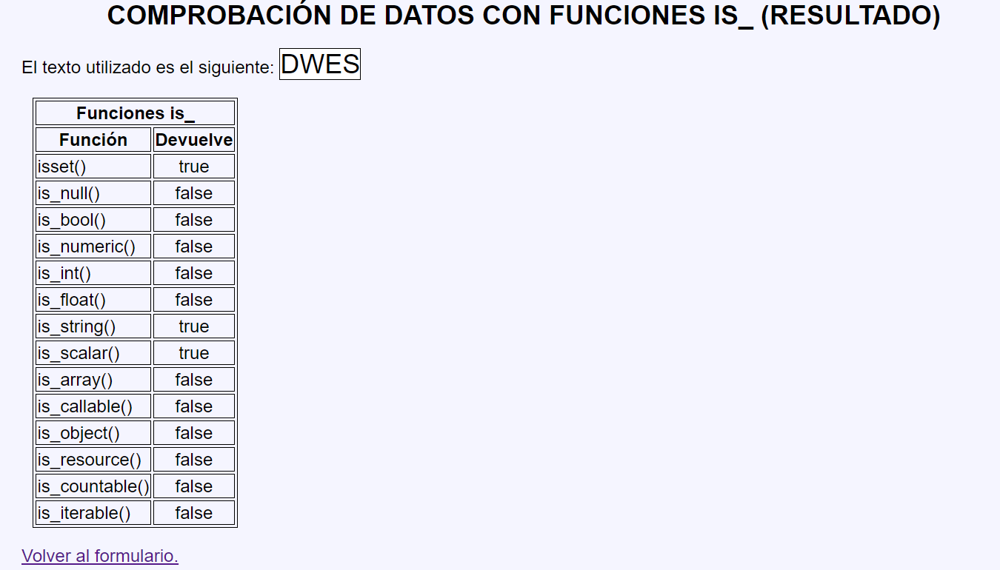 COMPROBACIÓN DE DATOS CON FUNCIONES IS_ (RESULTADO)
El texto utilizado es el siguiente: DWES
Funciones is_
Función Devuelve
isset() true
is_null() false
is_bool() false
is_numeric() false
is_int() false
is_float() false
is_string() true
is_scalar() true
is_array() false
is_callable() false
is_object() false
is_resource() false
is_countable() false
is_iterable() false
Volver al formulario.